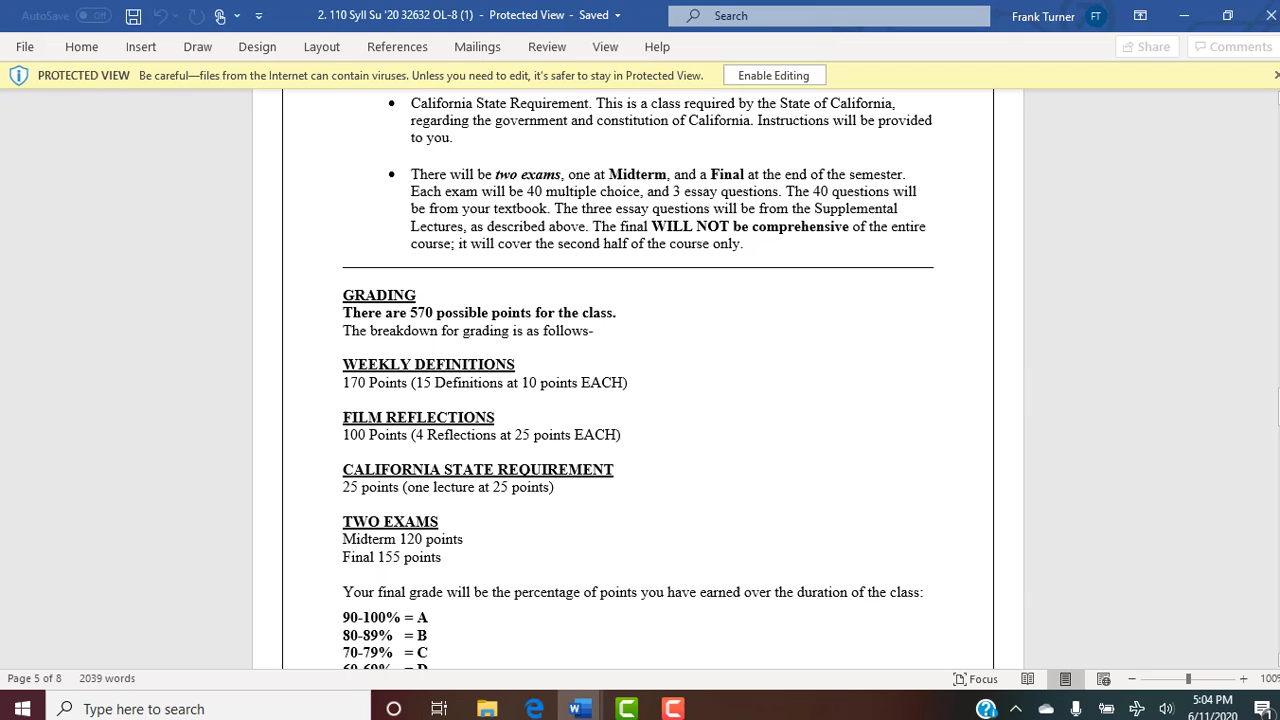 AutoSave Off 2. 110 Syll Su '20 32632 OL-8 (1) - Protected View - Saved Search Frank Turner FT
File Home Insert Draw Design Layout References Mailings Review View Help Share Comments
PROTECTED VIEW Be careful—files from the Internet can contain viruses. Unless you need to edit, it's safer to stay in Protected View. Enable Editing
• California State Requirement. This is a class required by the State of California,
regarding the government and constitution of California. Instructions will be provided
to you.
• There will be two exams, one at Midterm, and a Final at the end of the semester.
Each exam will be 40 multiple choice, and 3 essay questions. The 40 questions will
be from your textbook. The three essay questions will be from the Supplemental
Lectures, as described above. The final WILL NOT be comprehensive of the entire
course; it will cover the second half of the course only.
GRADING
There are 570 possible points for the class.
The breakdown for grading is as follows-
WEEKLY DEFINITIONS
170 Points (15 Definitions at 10 points EACH)
FILM REFLECTIONS
100 Points (4 Reflections at 25 points EACH)
CALIFORNIA STATE REQUIREMENT
25 points (one lecture at 25 points)
TWO EXAMS
Midterm 120 points
Final 155 points
Your final grade will be the percentage of points you have earned over the duration of the class:
90-100% = A
80-89% = B
70-79% = C
60-69% = D
Page 5 of 8 2039 words Focus 100%
Type here to search 5:04 PM
6/11/2020